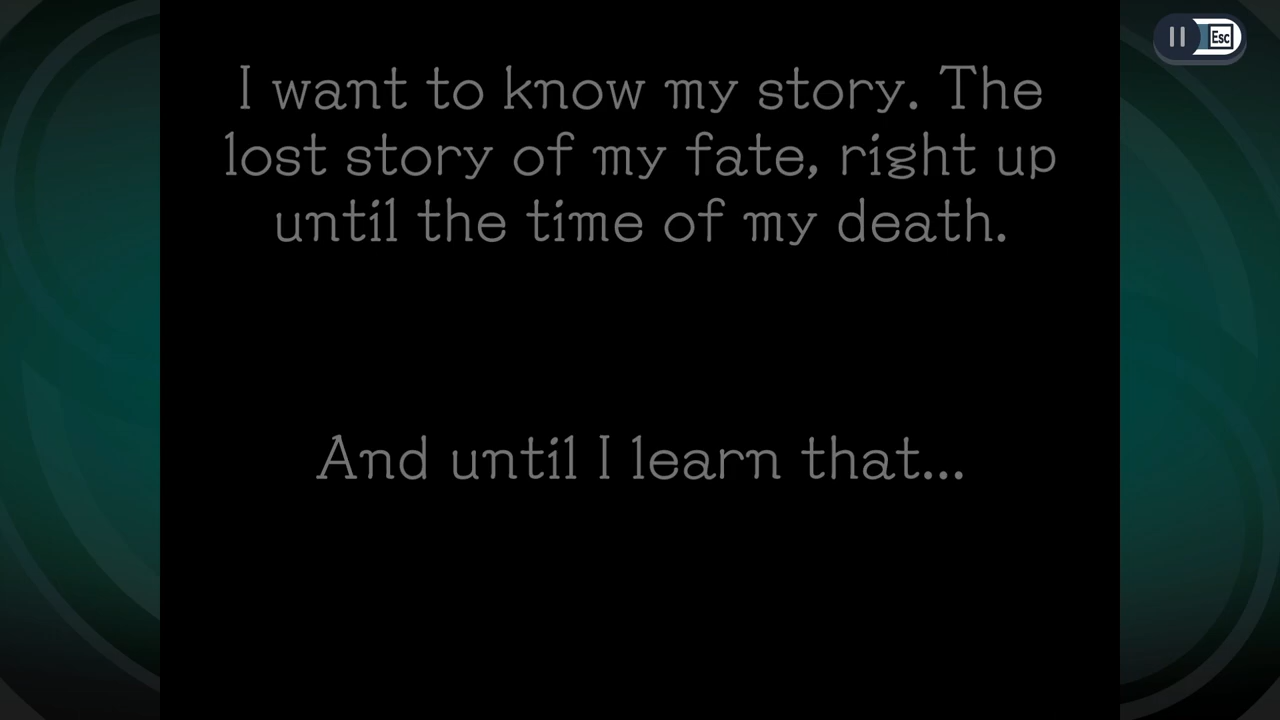 Esc
I want to know my story. The
lost story of my fate, right up
until the time of my death.
And until I learn that...